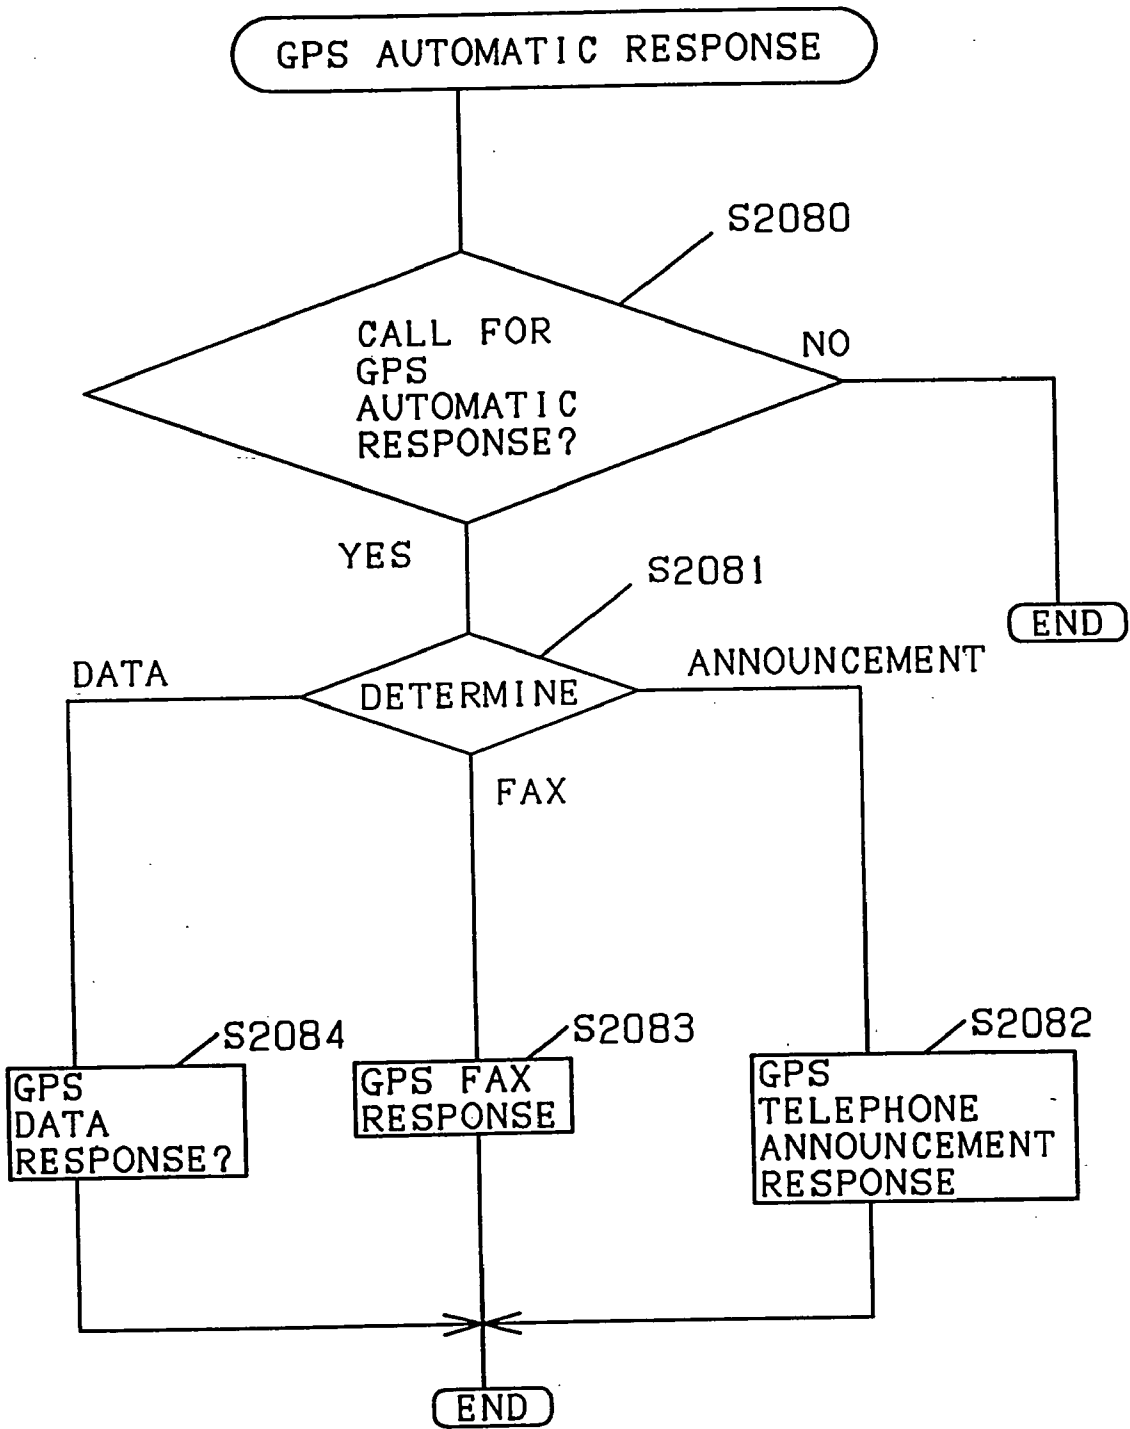 GPS AUTOMATIC RESPONSE
S2080
CALL FOR
GPS
AUTOMATIC
RESPONSE?
NO
YES
S2081
END
DATA
DETERMINE
ANNOUNCEMENT
FAX
S2084
GPS
DATA
RESPONSE?
S2083
GPS FAX
RESPONSE
S2082
GPS
TELEPHONE
ANNOUNCEMENT
RESPONSE
END